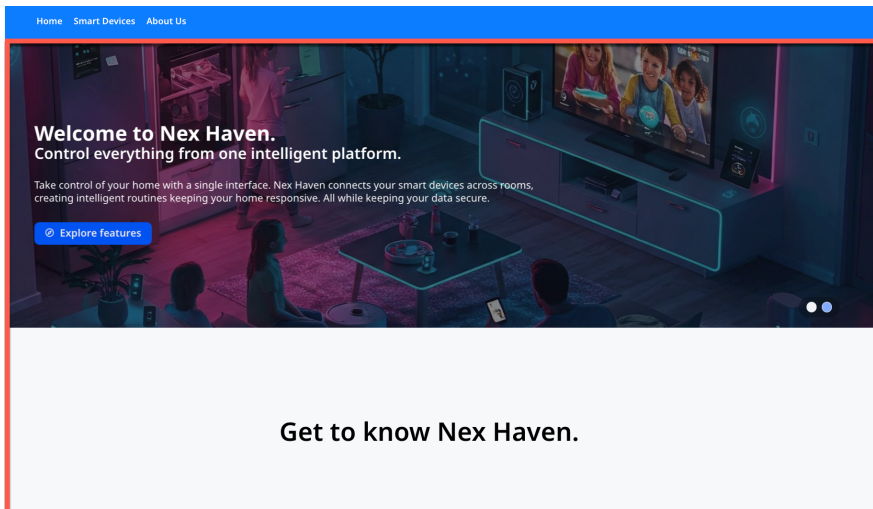 Home Smart Devices About Us
Welcome to Nex Haven.
Control everything from one intelligent platform.
Take control of your home with a single interface. Nex Haven connects your smart devices across rooms,
creating intelligent routines keeping your home responsive. All while keeping your data secure.
Explore features
Get to know Nex Haven.